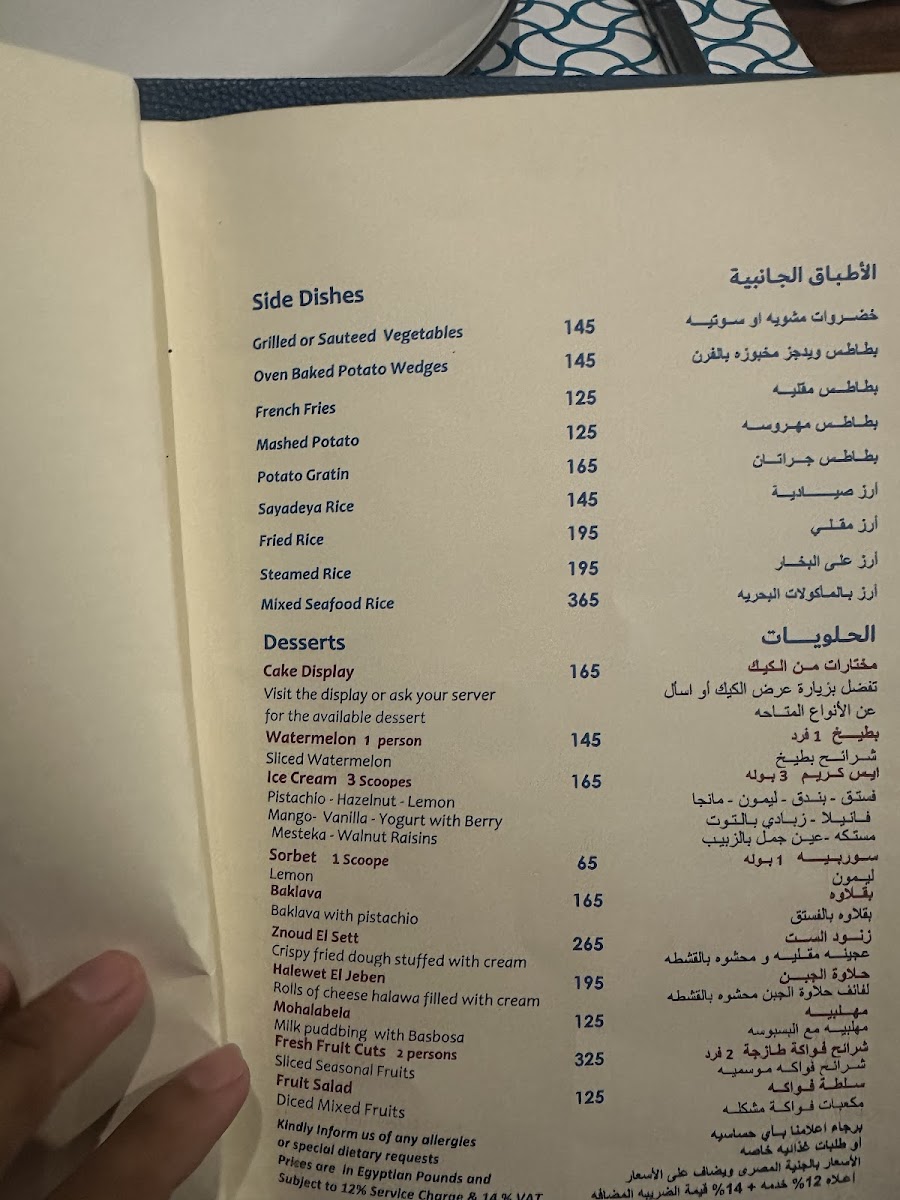 Side Dishes الأطباق الجانبية
Grilled or Sauteed Vegetables 145 خضروات مشويه او سوتيه
Oven Baked Potato Wedges 145 بطاطس ويدجز مخبوزه بالفرن
French Fries 125 بطاطس مقليه
Mashed Potato 125 بطاطس مهروسه
Potato Gratin 165 بطاطس جراتان
Sayadeya Rice 145 أرز صيادية
Fried Rice 195 أرز مقلي
Steamed Rice 195 أرز على البخار
Mixed Seafood Rice 365 أرز بالمأكولات البحريه
Desserts الحلويات
Cake Display 165 مختارات من الكيك
Visit the display or ask your server تفضل بزيارة عرض الكيك أو اسأل
for the available dessert عن الأنواع المتاحه
Watermelon 1 person 145 بطيخ 1 فرد
Sliced Watermelon شرائح بطيخ
Ice Cream 3 Scoopes 165 ايس كريم 3 بوله
Pistachio - Hazelnut - Lemon فستق - بندق - ليمون - مانجا
Mango- Vanilla - Yogurt with Berry فانيلا - زبادي بالتوت
Mesteka - Walnut Raisins مستكه -عين جمل بالزبيب
Sorbet 1 Scoope 65 سوربيه 1 بوله
Lemon ليمون
Baklava 165 بقلاوه
Baklava with pistachio بقلاوه بالفستق
Znoud El Sett 265 زنود الست
Crispy fried dough stuffed with cream عجينه مقليه و محشوه بالقشطه
Halewet El Jeben 195 حلاوة الجبن
Rolls of cheese halawa filled with cream لفائف حلاوة الجبن محشوه بالقشطه
Mohalabela 125 مهلبيه
Milk puddbing with Basbosa مهلبيه مع البسبوسه
Fresh Fruit Cuts 2 persons 325 شرائح فواكة طازجة 2 فرد
Sliced Seasonal Fruits شرائح فواكه موسميه
Fruit Salad 125 سلطة فواكه
Diced Mixed Fruits مكعبات فواكة مشكله
Kindly Inform us of any allergies برجاء اعلامنا باي حساسيه
or special dietary requests او طلبات غذائيه خاصه
Prices are in Egyptian Pounds and الأسعار بالجنية المصرى ويضاف على الأسعار
Subject to 12% Service Charge & 14 % VAT اعلاه 12% خدمه + 14% قيمة الضريبه المضافه